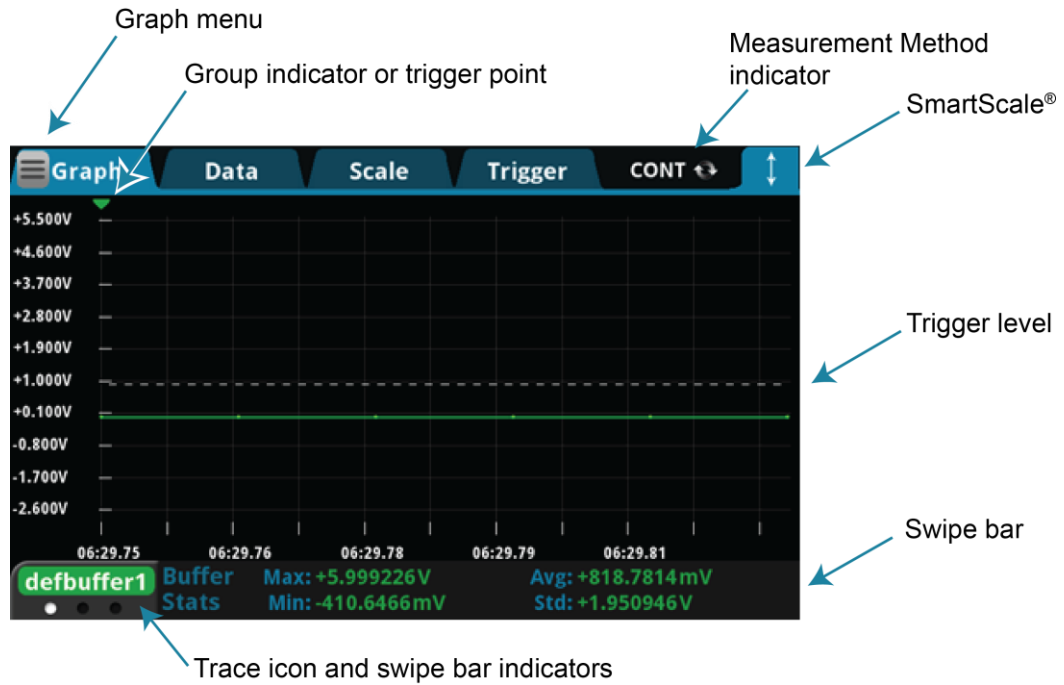 Graph menu
Group indicator or trigger point
Measurement Method
indicator
SmartScale®
Graph Data Scale Trigger CONT
+5.500V
+4.600V
+3.700V
+2.800V
+1.900V
+1.000V
+0.100V
-0.800V
-1.700V
-2.600V
Trigger level
06:29.75 06:29.76 06:29.78 06:29.79 06:29.81
Swipe bar
defbuffer1 Buffer Max: +5.999226V Avg: +818.7814mV
Stats Min: -410.6466mV Std: +1.950946V
Trace icon and swipe bar indicators